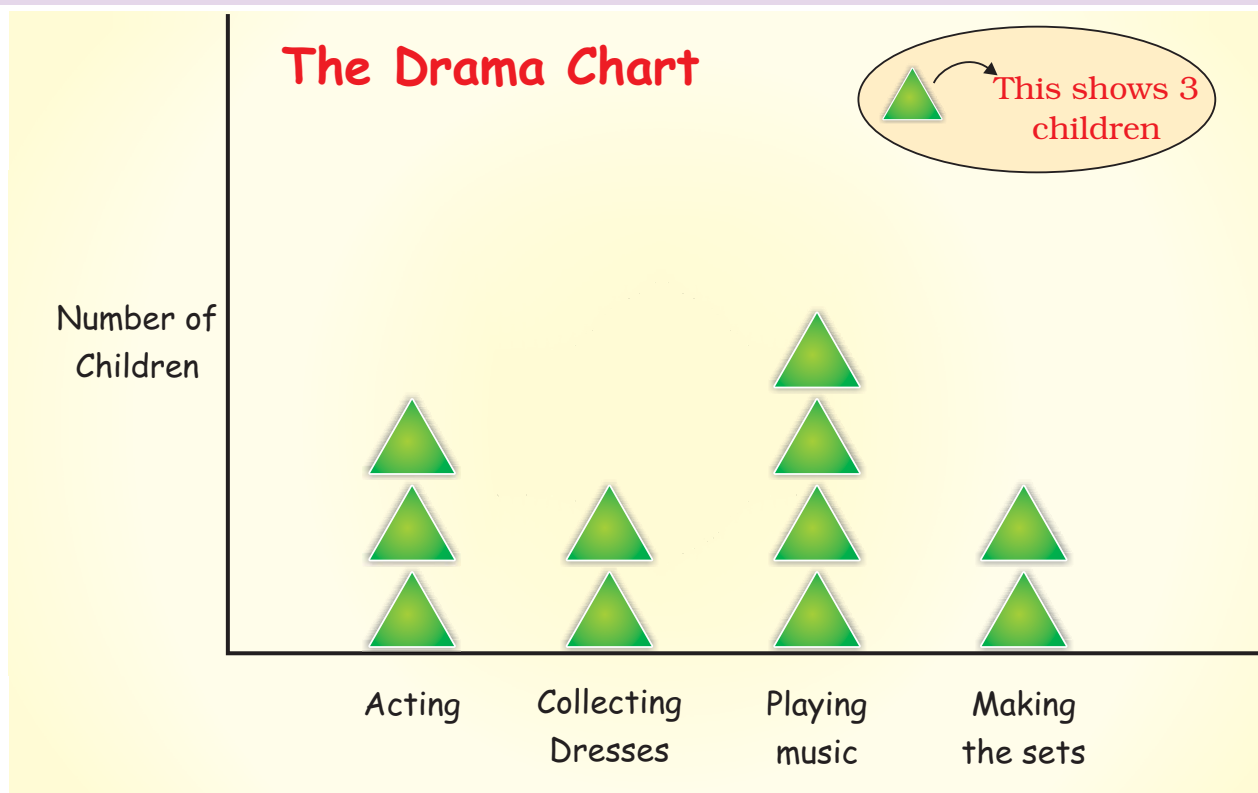 The Drama Chart
This shows 3
children
Number of
Children
Acting
Collecting
Dresses
Playing
music
Making
the sets